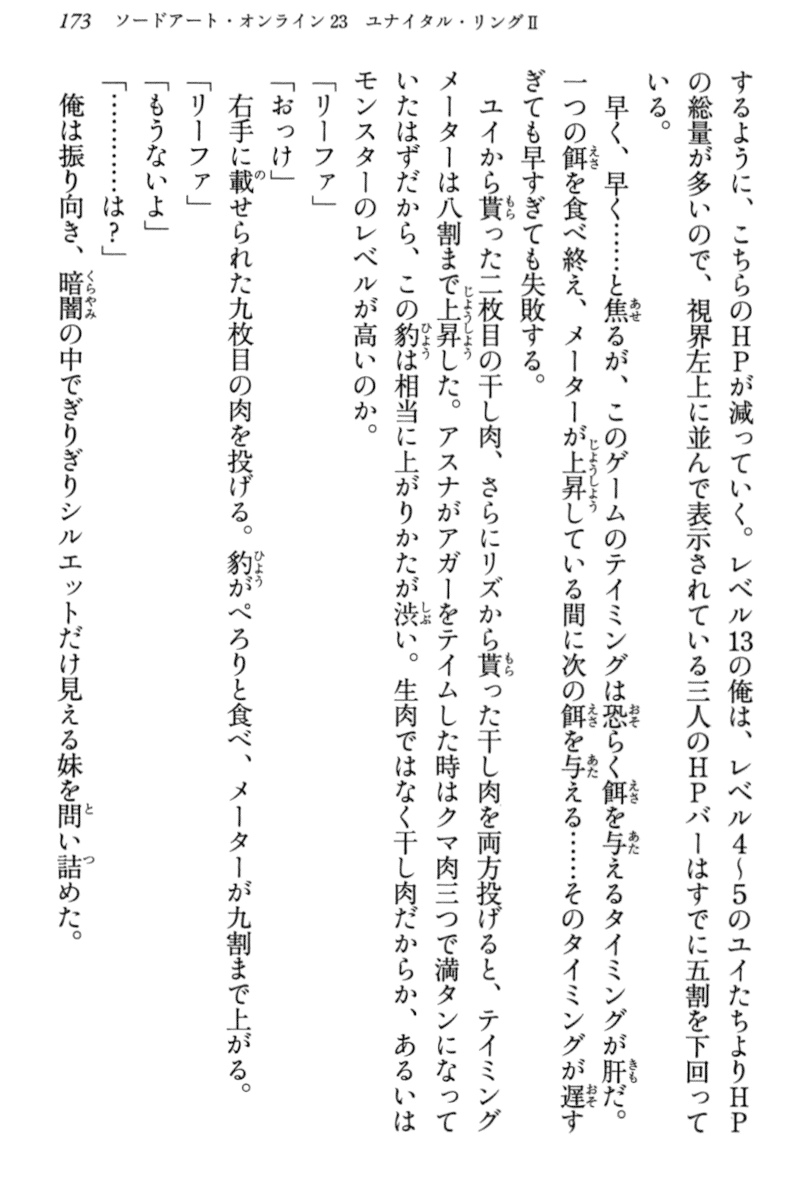 173 ソードアート・オンライン23 ユナイタル・リングⅡ
するように、こちらのHPが減っていく。レベル13の俺は、レベル4〜5のユイたちよりHP
の総量が多いので、視界左上に並んで表示されている三人のHPバーはすでに五割を下回って
いる。
早く、早く……と焦るが、このゲームのテイミングは恐らく餌を与えるタイミングが肝だ。
一つの餌を食べ終え、メーターが上昇している間に次の餌を与える……そのタイミングが遅す
ぎても早すぎても失敗する。
ユイから貰った二枚目の干し肉、さらにリズから貰った干し肉を両方投げると、テイミング
メーターは八割まで上昇した。アスナがアガーをテイムした時はクマ肉三つで満タンになって
いたはずだから、この豹は相当に上がりかたが渋い。生肉ではなく干し肉だからか、あるいは
モンスターのレベルが高いのか。
「リーファ」
「おっけ」
右手に載せられた九枚目の肉を投げる。豹がぺろりと食べ、メーターが九割まで上がる。
「リーファ」
「もうないよ」
「…………は?」
俺は振り向き、暗闇の中でぎりぎりシルエットだけ見える妹を問い詰めた。